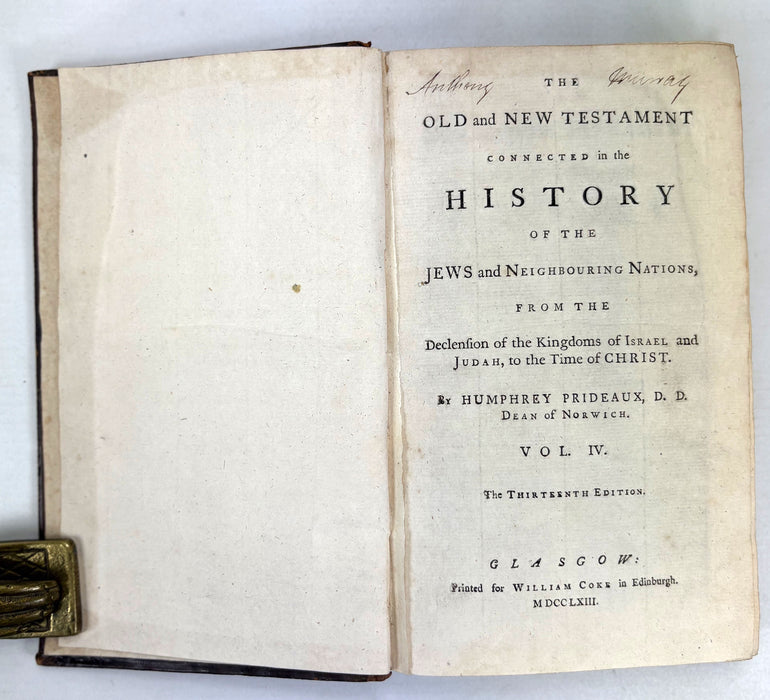 Anthony Murray
THE
OLD and NEW TESTAMENT
CONNECTED in the
HISTORY
OF THE
JEWS and NEIGHBOURING NATIONS,
FROM THE
Declenſion of the Kingdoms of ISRAEL and
JUDAH, to the Time of CHRIST.
By HUMPHREY PRIDEAUX, D. D.
DEAN of NORWICH.
VOL. IV.
The THIRTEENTH EDITION.
GLASGOW:
Printed for WILLIAM COKE in Edinburgh.
MDCCLXIII.